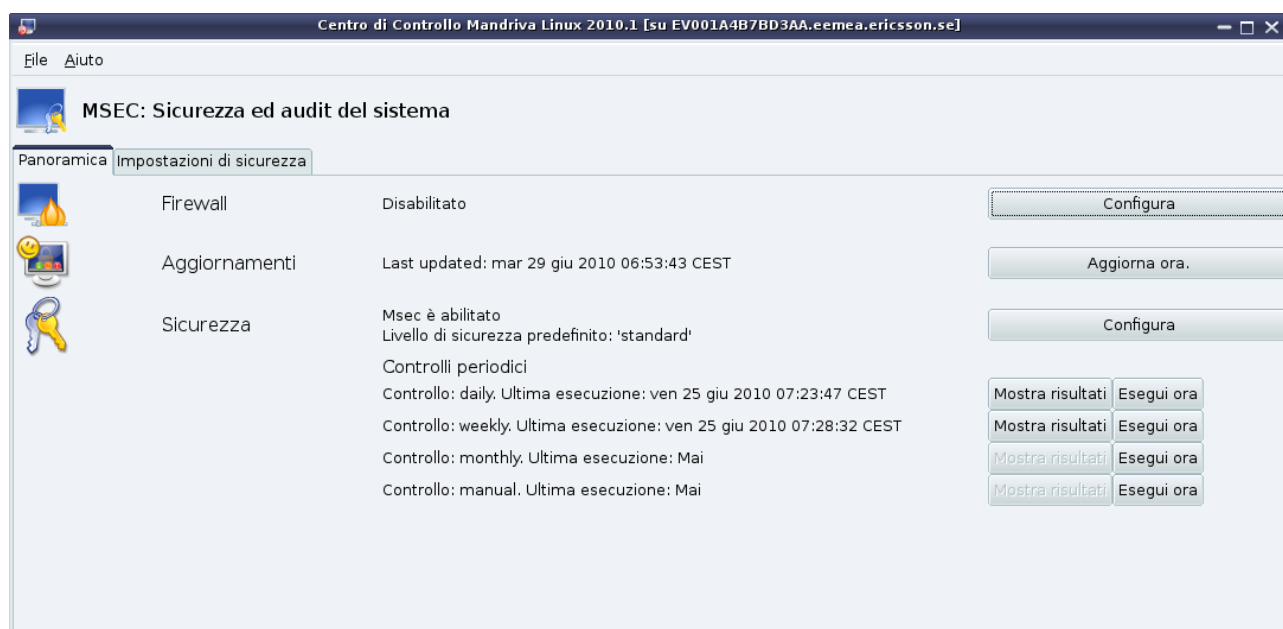 Centro di Controllo Mandriva Linux 2010.1 [su EV001A4B7BD3AA.eemea.ericsson.se]
File Aiuto
MSEC: Sicurezza ed audit del sistema
Panoramica Impostazioni di sicurezza
Firewall Disabilitato Configura
Aggiornamenti Last updated: mar 29 giu 2010 06:53:43 CEST Aggiorna ora.
Sicurezza Msec è abilitato Configura
Livello di sicurezza predefinito: 'standard'
Controlli periodici
Controllo: daily. Ultima esecuzione: ven 25 giu 2010 07:23:47 CEST Mostra risultati Esegui ora
Controllo: weekly. Ultima esecuzione: ven 25 giu 2010 07:28:32 CEST Mostra risultati Esegui ora
Controllo: monthly. Ultima esecuzione: Mai Mostra risultati Esegui ora
Controllo: manual. Ultima esecuzione: Mai Mostra risultati Esegui ora